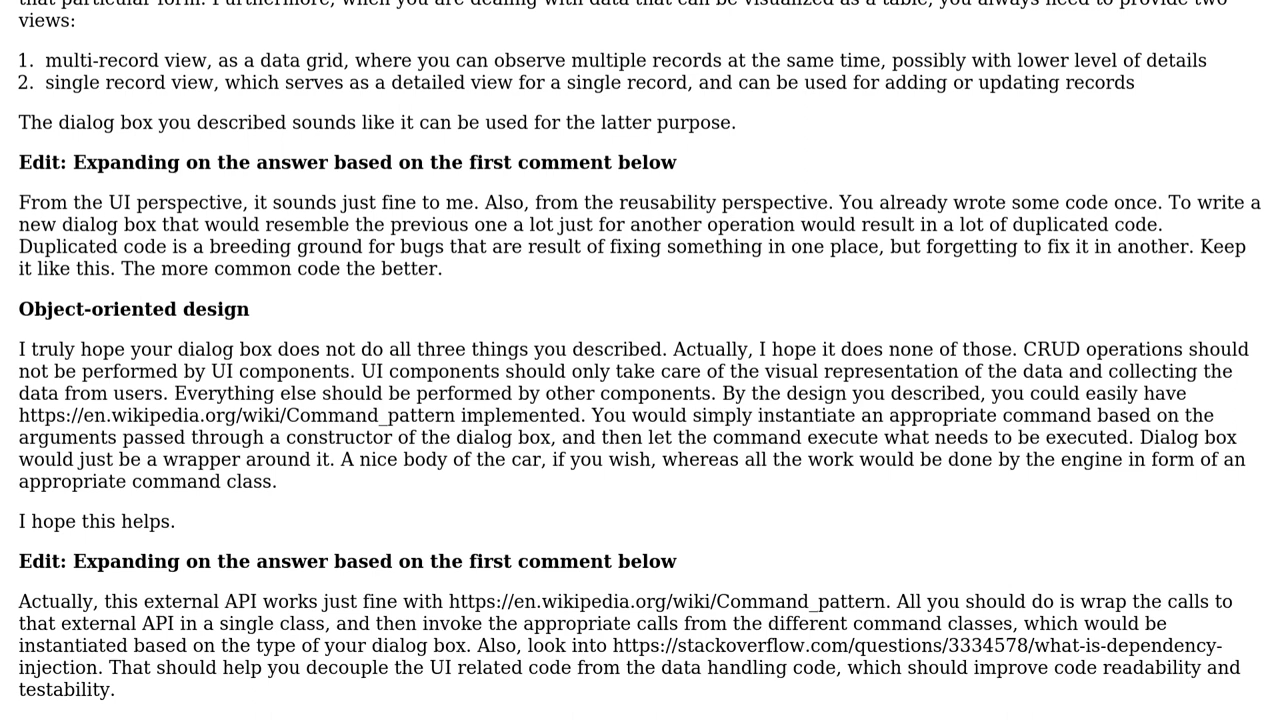 that particular form. Furthermore, when you are dealing with data that can be visualized as a table, you always need to provide two
views:
1. multi-record view, as a data grid, where you can observe multiple records at the same time, possibly with lower level of details
2. single record view, which serves as a detailed view for a single record, and can be used for adding or updating records
The dialog box you described sounds like it can be used for the latter purpose.
Edit: Expanding on the answer based on the first comment below
From the UI perspective, it sounds just fine to me. Also, from the reusability perspective. You already wrote some code once. To write a
new dialog box that would resemble the previous one a lot just for another operation would result in a lot of duplicated code.
Duplicated code is a breeding ground for bugs that are result of fixing something in one place, but forgetting to fix it in another. Keep
it like this. The more common code the better.
Object-oriented design
I truly hope your dialog box does not do all three things you described. Actually, I hope it does none of those. CRUD operations should
not be performed by UI components. UI components should only take care of the visual representation of the data and collecting the
data from users. Everything else should be performed by other components. By the design you described, you could easily have
https://en.wikipedia.org/wiki/Command_pattern implemented. You would simply instantiate an appropriate command based on the
arguments passed through a constructor of the dialog box, and then let the command execute what needs to be executed. Dialog box
would just be a wrapper around it. A nice body of the car, if you wish, whereas all the work would be done by the engine in form of an
appropriate command class.
I hope this helps.
Edit: Expanding on the answer based on the first comment below
Actually, this external API works just fine with https://en.wikipedia.org/wiki/Command_pattern. All you should do is wrap the calls to
that external API in a single class, and then invoke the appropriate calls from the different command classes, which would be
instantiated based on the type of your dialog box. Also, look into https://stackoverflow.com/questions/3334578/what-is-dependency-
injection. That should help you decouple the UI related code from the data handling code, which should improve code readability and
testability.